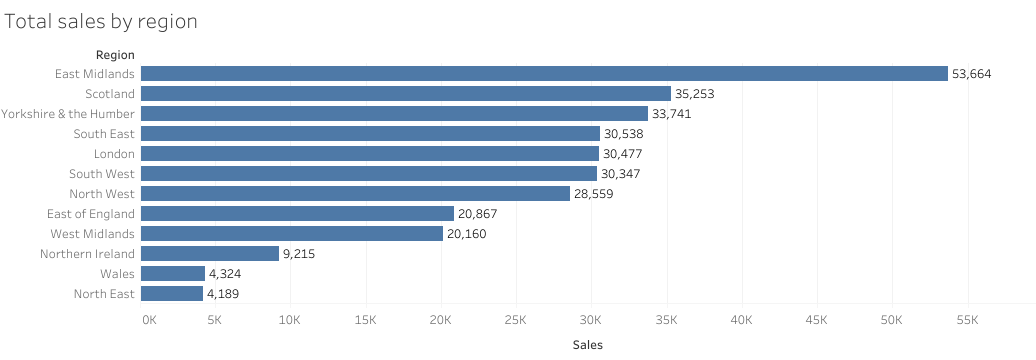 Total sales by region
Region
East Midlands 53,664
Scotland 35,253
Yorkshire & the Humber 33,741
South East 30,538
London 30,477
South West 30,347
North West 28,559
East of England 20,867
West Midlands 20,160
Northern Ireland 9,215
Wales 4,324
North East 4,189
0K 5K 10K 15K 20K 25K 30K 35K 40K 45K 50K 55K
Sales